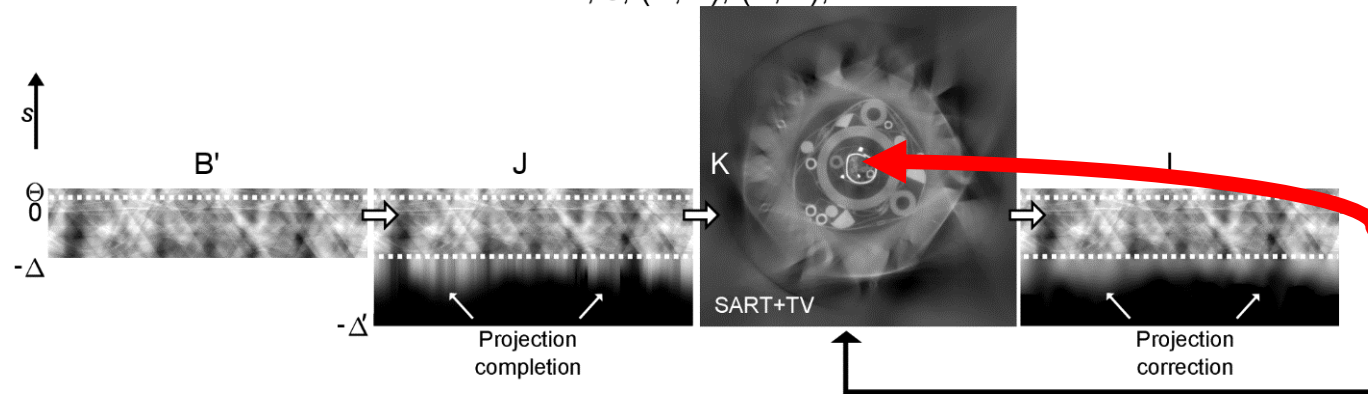 s
B'
J
K
Θ
0
- Δ
- Δ'
SART+TV
Projection
completion
Projection
correction